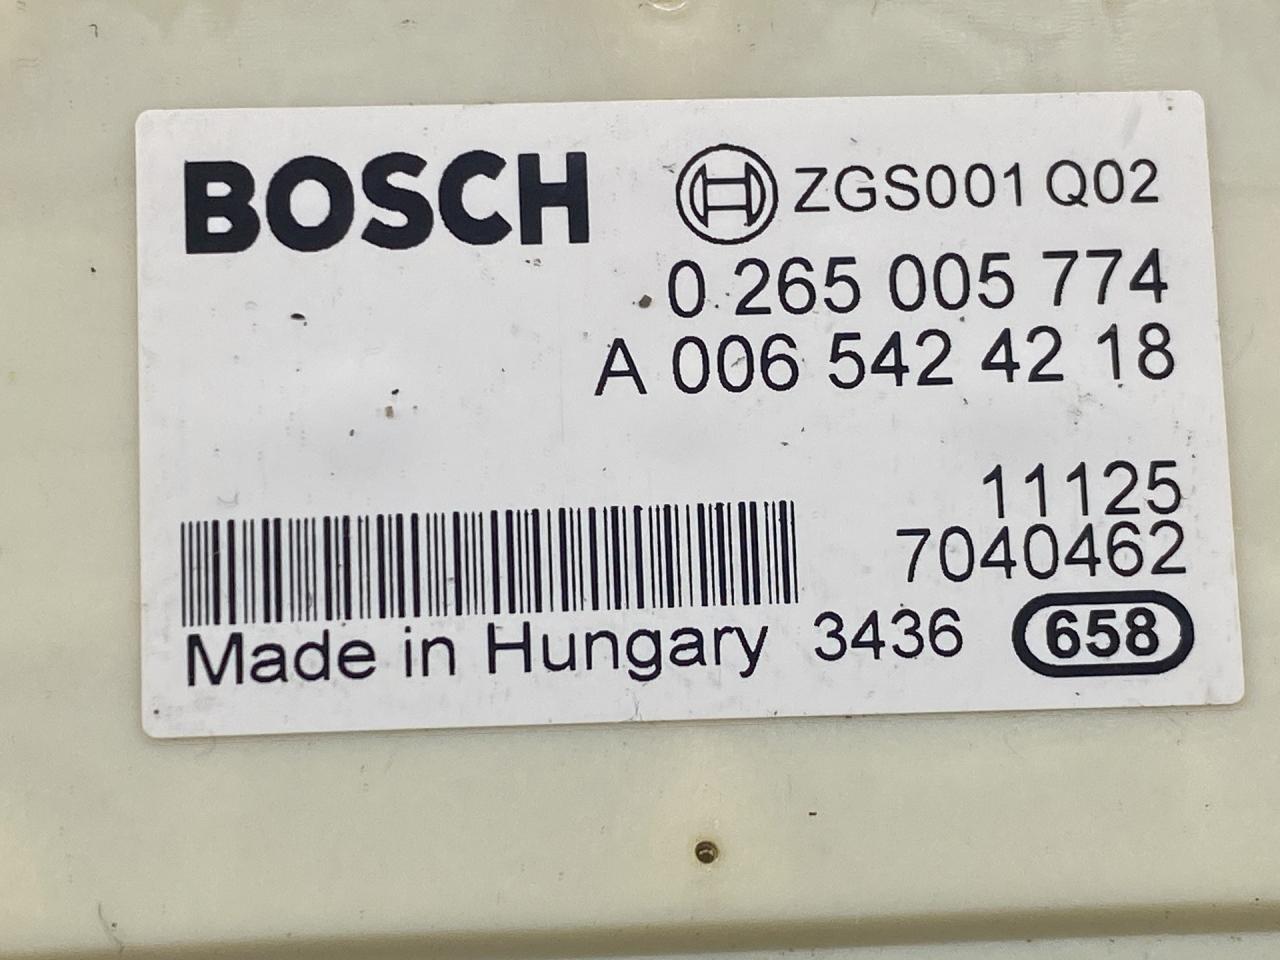 BOSCH ZGS001 Q02
0 265 005 774
A 006 542 42 18
11125
7040462
Made in Hungary 3436 658